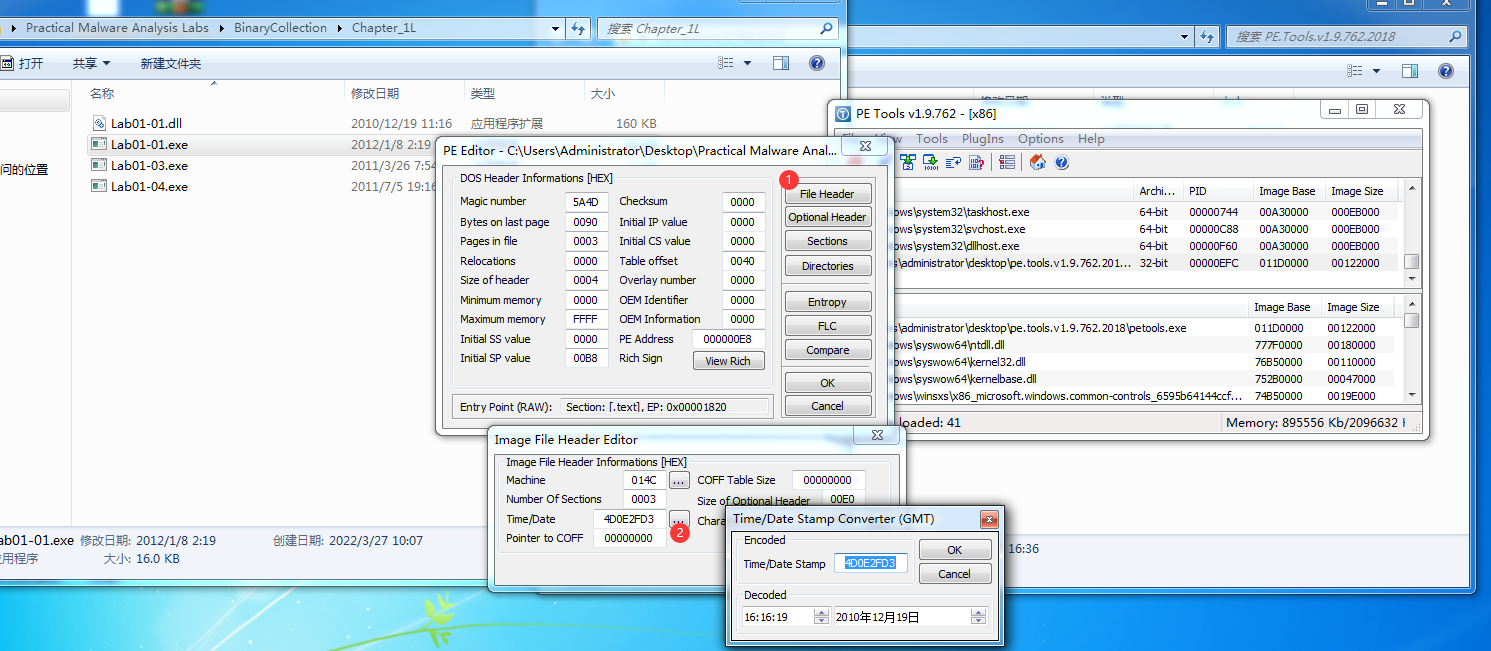 Practical Malware Analysis Labs BinaryCollection Chapter_1L
搜索 Chapter_1L
搜索 PE.Tools.v1.9.762.2018
打开 共享 新建文件夹
名称 修改日期 类型 大小
Lab01-01.dll 2010/12/19 11:16 应用程序扩展 160 KB
Lab01-01.exe 2012/1/8 2:19
Lab01-03.exe 2011/3/26 7:54
Lab01-04.exe 2011/7/5 19:16
问的位置
ab01-01.exe 修改日期: 2012/1/8 2:19 创建日期: 2022/3/27 10:07
应用程序 大小: 16.0 KB
PE Editor - C:\Users\Administrator\Desktop\Practical Malware Anal...
DOS Header Informations [HEX]
Magic number 5A4D Checksum 0000
Bytes on last page 0090 Initial IP value 0000
Pages in file 0003 Initial CS value 0000
Relocations 0000 Table offset 0040
Size of header 0004 Overlay number 0000
Minimum memory 0000 OEM Identifier 0000
Maximum memory FFFF OEM Information 0000
Initial SS value 0000 PE Address 000000E8
Initial SP value 00B8 Rich Sign View Rich
Entry Point (RAW): Section: [.text], EP: 0x00001820
1
File Header
Optional Header
Sections
Directories
Entropy
FLC
Compare
OK
Cancel
PE Tools v1.9.762 - [x86]
Tools PlugIns Options Help
Archi... PID Image Base Image Size
ows\system32\taskhost.exe 64-bit 00000744 00A30000 000EB000
ows\system32\svchost.exe 64-bit 00000C88 00A30000 000EB000
ows\system32\dllhost.exe 64-bit 00000F60 00A30000 000EB000
s\administrator\desktop\pe.tools.v1.9.762.201... 32-bit 00000EFC 011D0000 00122000
Image Base Image Size
s\administrator\desktop\pe.tools.v1.9.762.2018\petools.exe 011D0000 00122000
ows\syswow64\ntdll.dll 777F0000 00180000
ows\syswow64\kernel32.dll 76B50000 00110000
ows\syswow64\kernelbase.dll 752B0000 00047000
ows\winsxs\x86_microsoft.windows.common-controls_6595b64144ccf... 74B50000 0019E000
loaded: 41 Memory: 895556 Kb/2096632
Image File Header Editor
Image File Header Informations [HEX]
Machine 014C ... COFF Table Size 00000000
Number Of Sections 0003 Size of Optional Header 00E0
Time/Date 4D0E2FD3 ... Chara
Pointer to COFF 00000000
2
Time/Date Stamp Converter (GMT)
Encoded
Time/Date Stamp 4D0E2FD3
OK
Cancel
Decoded
16:16:19 2010年12月19日
16:36